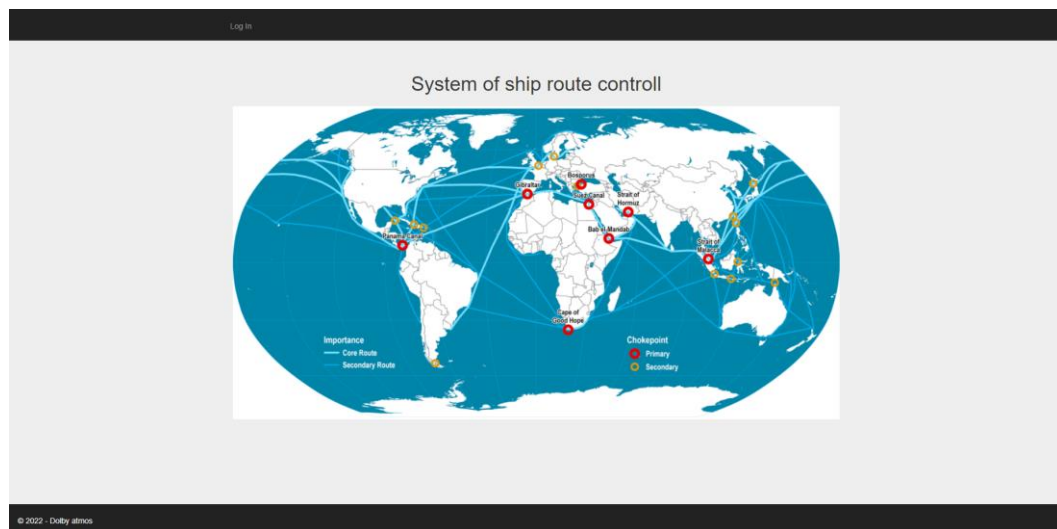 Log In
System of ship route controll
Gibraltar
Bosporus
Suez Canal
Strait of
Hormuz
Bab el-Mandab
Panama Canal
Strait of
Malacca
Cape of
Good Hope
Importance
Core Route
Secondary Route
Chokepoint
Primary
Secondary
© 2022 - Dolby atmos